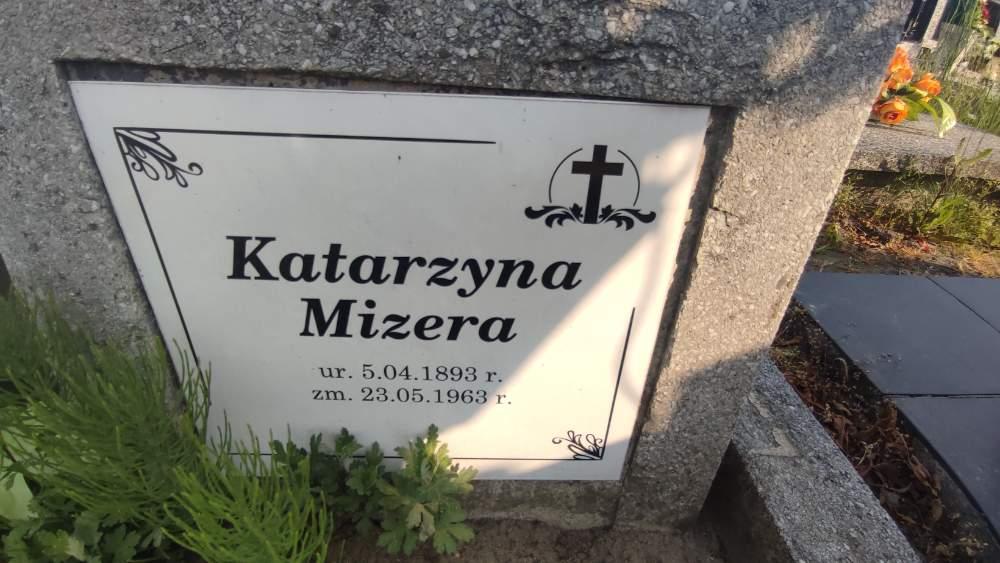 Katarzyna
Mizera
ur. 5.04.1893 r.
zm. 23.05.1963 r.